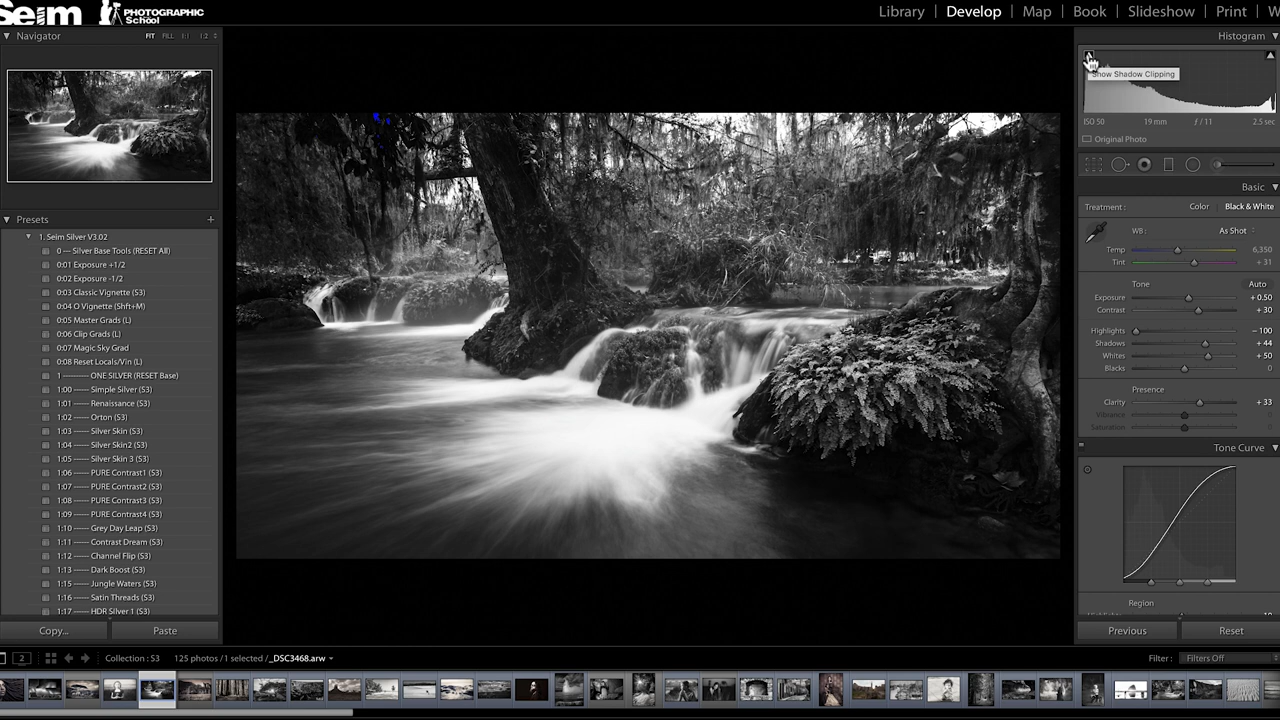 Seim PHOTOGRAPHIC School
Library | Develop | Map | Book | Slideshow | Print | W
Navigator FIT FILL 1:1 1:2
Histogram
Show Shadow Clipping
ISO 50 19 mm ƒ / 11 2.5 sec
Original Photo
Basic
Treatment : Color Black & White
WB : As Shot
Temp 6,350
Tint + 31
Tone Auto
Exposure + 0.50
Contrast + 30
Highlights − 100
Shadows + 44
Whites + 50
Blacks 0
Presence
Clarity + 33
Vibrance 0
Saturation 0
Tone Curve
Region
Presets +
1. Seim Silver V3.02
0 — Silver Base Tools (RESET All)
0:01 Exposure +1/2
0:02 Exposure -1/2
0:03 Classic Vignette (S3)
0:04 O Vignette (Shft+M)
0:05 Master Grads (L)
0:06 Clip Grads (L)
0:07 Magic Sky Grad
0:08 Reset Locals/Vin (L)
1 ———— ONE SILVER (RESET Base)
1:00 ------ Simple Silver (S3)
1:01 ------ Renaissance (S3)
1:02 ------ Orton (S3)
1:03 ------ Silver Skin (S3)
1:04 ------ Silver Skin2 (S3)
1:05 ------ Silver Skin 3 (S3)
1:06 ------ PURE Contrast1 (S3)
1:07 ------ PURE Contrast2 (S3)
1:08 ------ PURE Contrast3 (S3)
1:09 ------ PURE Contrast4 (S3)
1:10 ------ Grey Day Leap (S3)
1:11 ------ Contrast Dream (S3)
1:12 ------ Channel Flip (S3)
1:13 ------ Dark Boost (S3)
1:15 ------ Jungle Waters (S3)
1:16 ------ Satin Threads (S3)
1:17 ------ HDR Silver 1 (S3)
Copy... Paste
Previous Reset
2 Collection : S3 125 photos / 1 selected / _DSC3468.arw
Filter : Filters Off